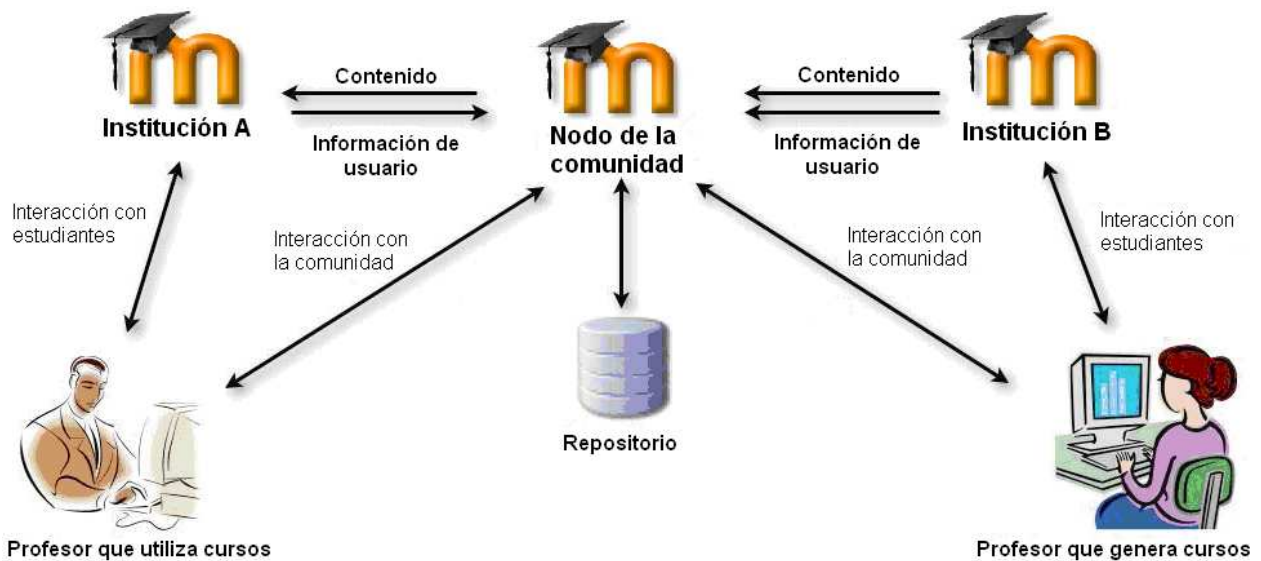 m
m
m
Contenido
Contenido
Institución A
Nodo de la
comunidad
Institución B
Información de
usuario
Información de
usuario
Interacción con
estudiantes
Interacción con
la comunidad
Interacción con
la comunidad
Interacción con
estudiantes
Repositorio
Profesor que utiliza cursos
Profesor que genera cursos